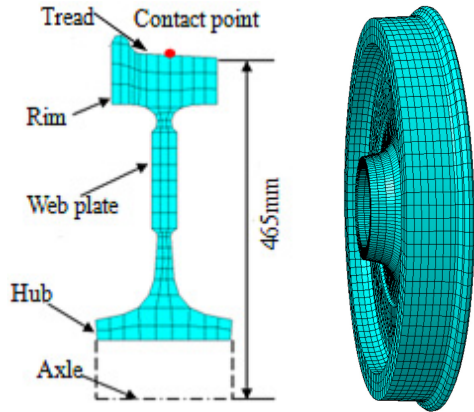 Tread
Contact point
Rim
Web plate
465mm
Hub
Axle